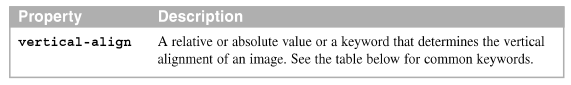 Property Description
vertical-align A relative or absolute value or a keyword that determines the vertical
alignment of an image. See the table below for common keywords.